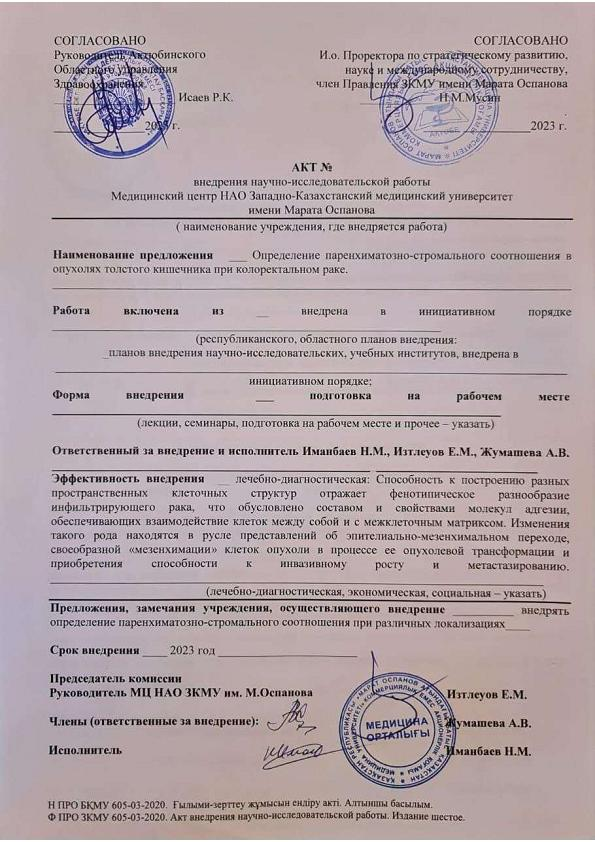 СОГЛАСОВАНО
Руководитель Актюбинского
Областного управления
Здравоохранения
Исаев Р.К.
2023 г.
СОГЛАСОВАНО
И.о. Проректора по стратегическому развитию,
науке и международному сотрудничеству,
член Правления ЗКМУ имени Марата Оспанова
Н.М.Мусин
2023 г.
АКТОБЕ
АКТ №
внедрения научно-исследовательской работы
Медицинский центр НАО Западно-Казахстанский медицинский университет
имени Марата Оспанова
( наименование учреждения, где внедряется работа)
Наименование предложения ___ Определение паренхиматозно-стромального соотношения в
опухолях толстого кишечника при колоректальном раке.
Работа включена из __ внедрена в инициативном порядке
(республиканского, областного планов внедрения:
_планов внедрения научно-исследовательских, учебных институтов, внедрена в
инициативном порядке;
Форма внедрения ___ подготовка на рабочем месте
(лекции, семинары, подготовка на рабочем месте и прочее – указать)
Ответственный за внедрение и исполнитель Иманбаев Н.М., Изтлеуов Е.М., Жумашева А.В.
Эффективность внедрения __ лечебно-диагностическая: Способность к построению разных
пространственных клеточных структур отражает фенотипическое разнообразие
инфильтрирующего рака, что обусловлено составом и свойствами молекул адгезии,
обеспечивающих взаимодействие клеток между собой и с межклеточным матриксом. Изменения
такого рода находятся в русле представлений об эпителиально-мезенхимальном переходе,
своеобразной «мезенхимации» клеток опухоли в процессе ее опухолевой трансформации и
приобретения способности к инвазивному росту и метастазированию.
(лечебно-диагностическая, экономическая, социальная – указать)
Предложения, замечания учреждения, осуществляющего внедрение __________ внедрять
определение паренхиматозно-стромального соотношения при различных локализациях____
Срок внедрения ____ 2023 год
Председатель комиссии
Руководитель МЦ НАО ЗКМУ им. М.Оспанова Изтлеуов Е.М.
Члены (ответственные за внедрение): Жумашева А.В.
МЕДИЦИНА
ОРТАЛЫҒЫ
Исполнитель Иманбаев Н.М.
Н ПРО БҚМУ 605-03-2020. Ғылыми-зерттеу жұмысын ендіру акті. Алтыншы басылым.
Ф ПРО ЗКМУ 605-03-2020. Акт внедрения научно-исследовательской работы. Издание шестое.